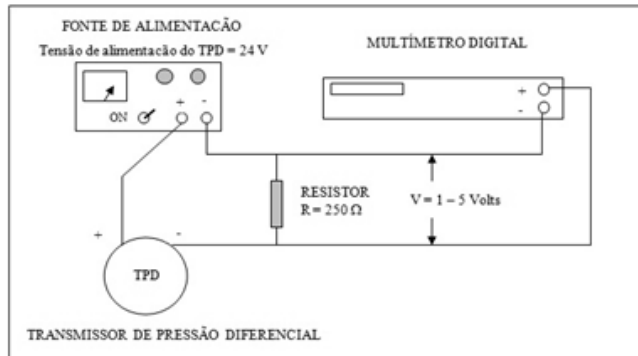 FONTE DE ALIMENTAÇÃO
Tensão de alimentação do TPD = 24 V
MULTÍMETRO DIGITAL
+
-
ON
+
-
RESISTOR
R = 250 Ω
V = 1 – 5 Volts
+
-
TPD
TRANSMISSOR DE PRESSÃO DIFERENCIAL